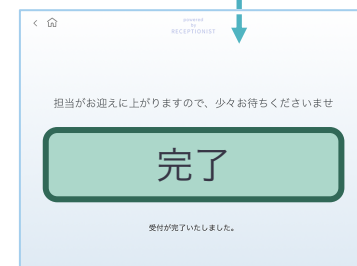 powered
by
RECEPTIONIST
担当がお迎えに上がりますので、少々お待ちくださいませ
完了
受付が完了いたしました。